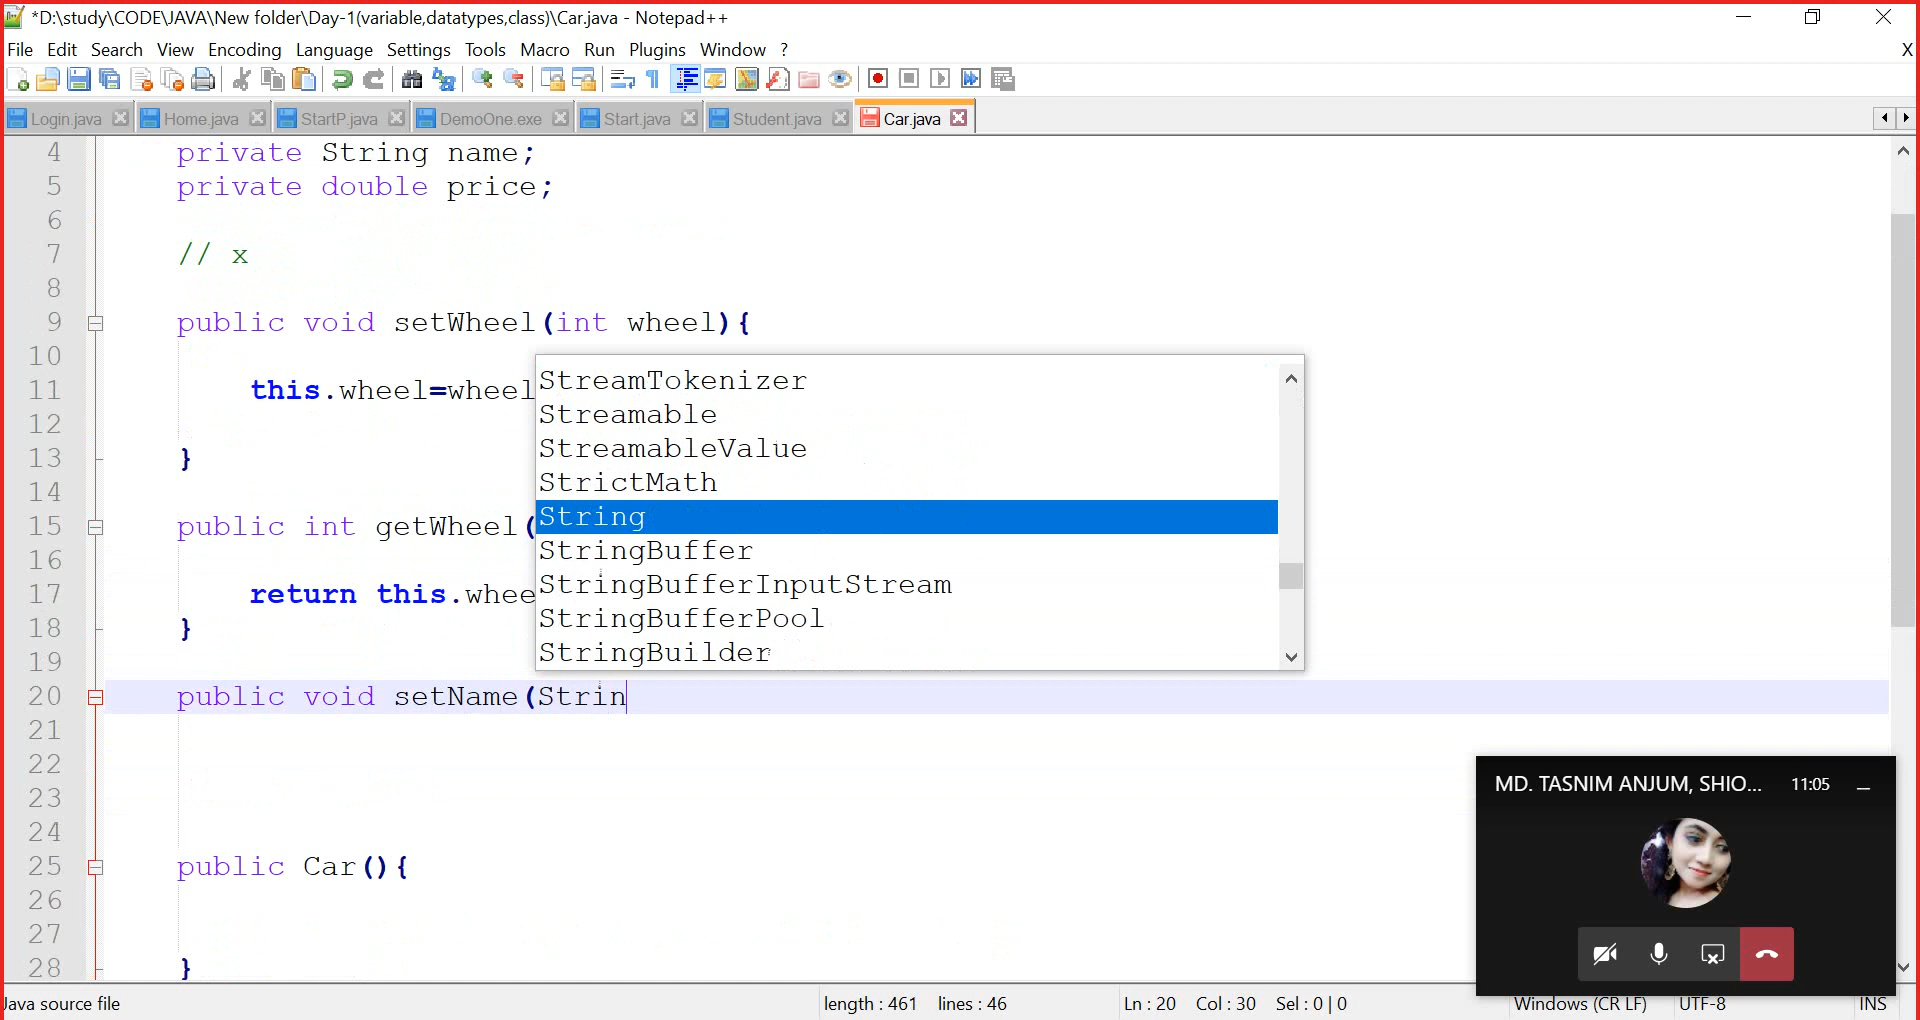 *D:\study\CODE\JAVA\New folder\Day-1(variable,datatypes,class)\Car.java - Notepad++
File Edit Search View Encoding Language Settings Tools Macro Run Plugins Window ? X
Login.java Home.java StartP.java DemoOne.exe Start.java Student.java Car.java
4 private String name;
5 private double price;
6
7 // x
8
9 public void setWheel(int wheel){
10
StreamTokenizer
11 this.wheel=wheel
Streamable
12
StreamableValue
13 }
StrictMath
14
String
15 public int getWheel(
StringBuffer
16
StringBufferInputStream
17 return this.whee
StringBufferPool
18 }
StringBuilder
19
20 public void setName(Strin
21
22
23
24
25 public Car(){
26
27
28 }
MD. TASNIM ANJUM, SHIO... 11:05
Java source file length : 461 lines : 46 Ln : 20 Col : 30 Sel : 0 | 0 Windows (CR LF) UTF-8 INS